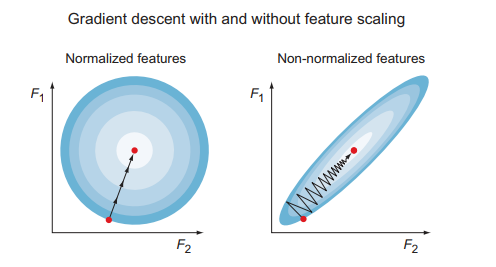 Gradient descent with and without feature scaling
Normalized features
Non-normalized features
F1
F2
F1
F2